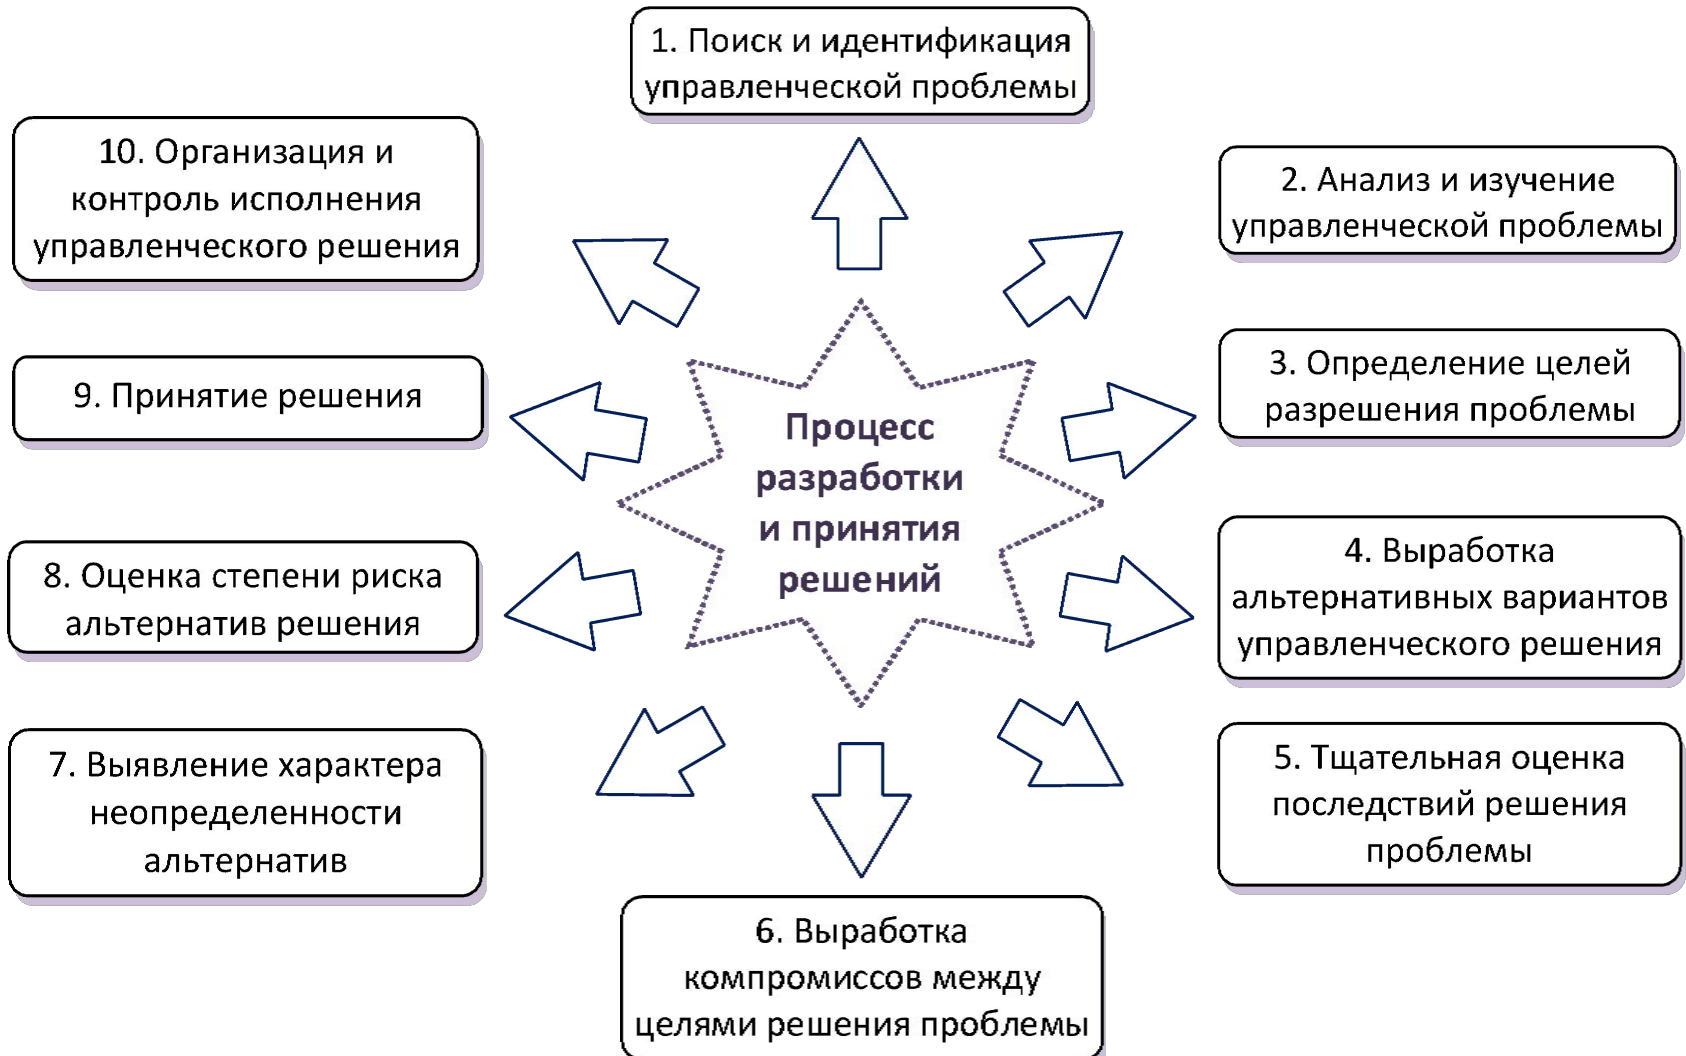 1. Поиск и идентификация
управленческой проблемы
2. Анализ и изучение
управленческой проблемы
3. Определение целей
разрешения проблемы
4. Выработка
альтернативных вариантов
управленческого решения
5. Тщательная оценка
последствий решения
проблемы
6. Выработка
компромиссов между
целями решения проблемы
7. Выявление характера
неопределенности
альтернатив
8. Оценка степени риска
альтернатив решения
9. Принятие решения
10. Организация и
контроль исполнения
управленческого решения
Процесс
разработки
и принятия
решений